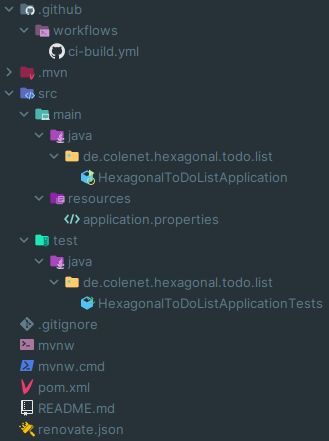 .github
workflows
ci-build.yml
.mvn
src
main
java
de.colenet.hexagonal.todo.list
HexagonalToDoListApplication
resources
application.properties
test
java
de.colenet.hexagonal.todo.list
HexagonalToDoListApplicationTests
.gitignore
mvnw
mvnw.cmd
pom.xml
README.md
renovate.json